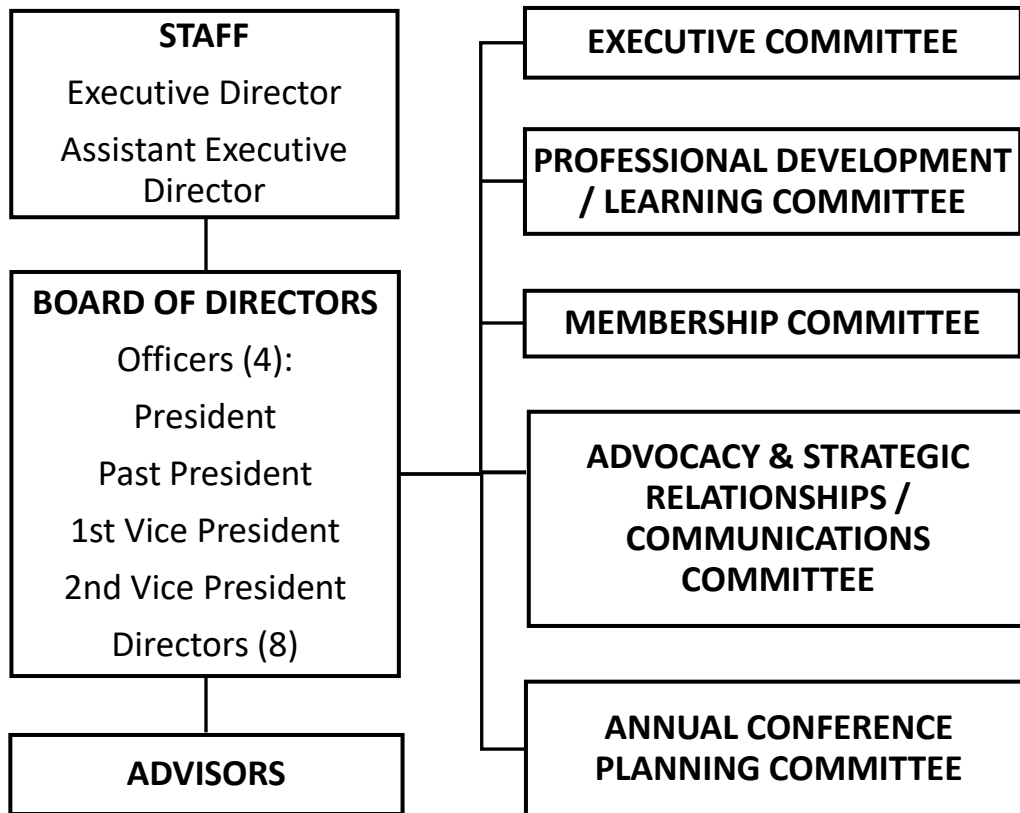 STAFF
Executive Director
Assistant Executive
Director
BOARD OF DIRECTORS
Officers (4):
President
Past President
1st Vice President
2nd Vice President
Directors (8)
ADVISORS
EXECUTIVE COMMITTEE
PROFESSIONAL DEVELOPMENT
/ LEARNING COMMITTEE
MEMBERSHIP COMMITTEE
ADVOCACY & STRATEGIC
RELATIONSHIPS /
COMMUNICATIONS
COMMITTEE
ANNUAL CONFERENCE
PLANNING COMMITTEE